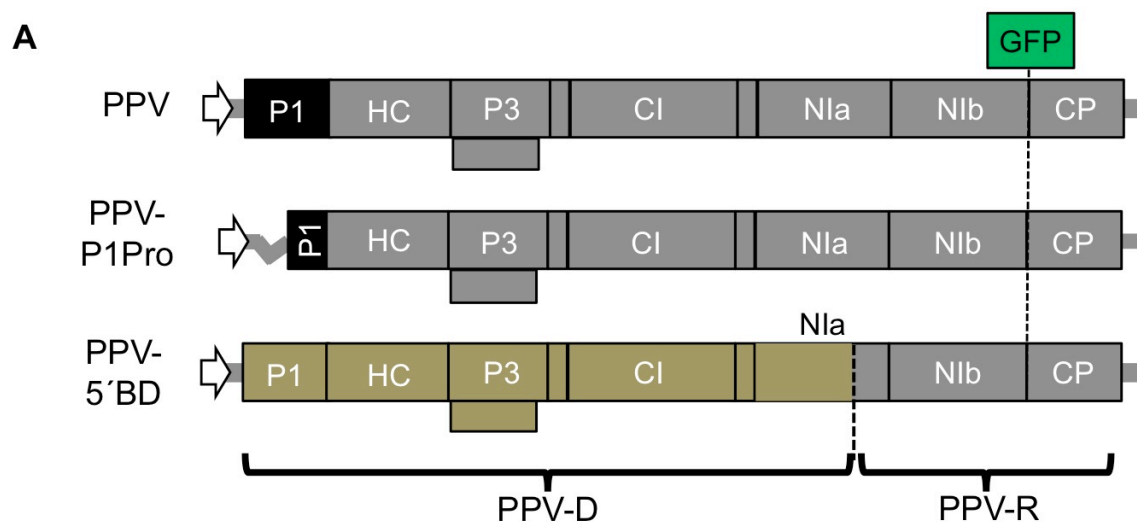 A
GFP
PPV
P1 HC P3 CI NIa NIb CP
PPV-
P1Pro
P1 HC P3 CI NIa NIb CP
NIa
PPV-
5´BD
P1 HC P3 CI NIb CP
PPV-D PPV-R